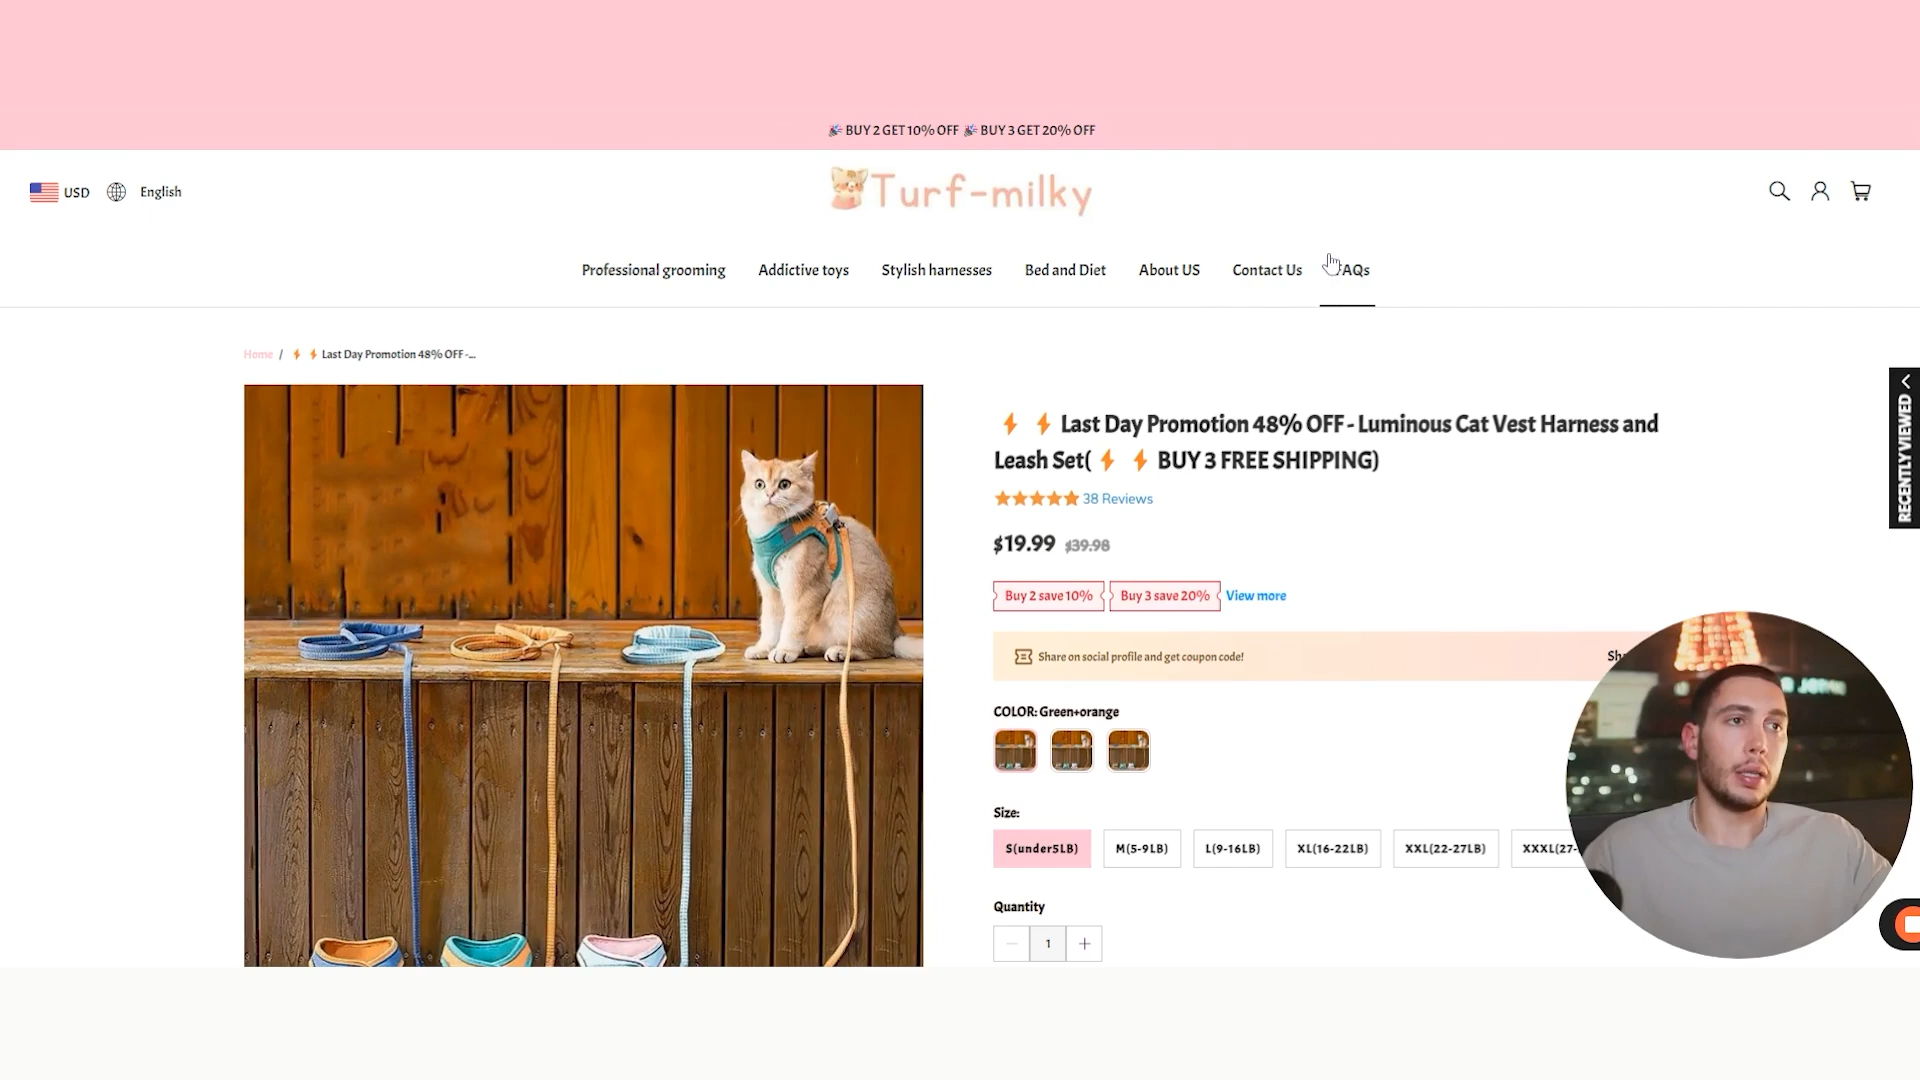 BUY 2 GET 10% OFF BUY 3 GET 20% OFF
USD English
Turf-milky
Professional grooming Addictive toys Stylish harnesses Bed and Diet About US Contact Us FAQs
Home / Last Day Promotion 48% OFF -...
RECENTLY VIEWED
Last Day Promotion 48% OFF - Luminous Cat Vest Harness and
Leash Set( BUY 3 FREE SHIPPING)
38 Reviews
$19.99 $39.98
Buy 2 save 10% Buy 3 save 20% View more
Share on social profile and get coupon code!
COLOR: Green+orange
Size:
S(under5LB) M(5-9LB) L(9-16LB) XL(16-22LB) XXL(22-27LB) XXXL(27-
Quantity
1